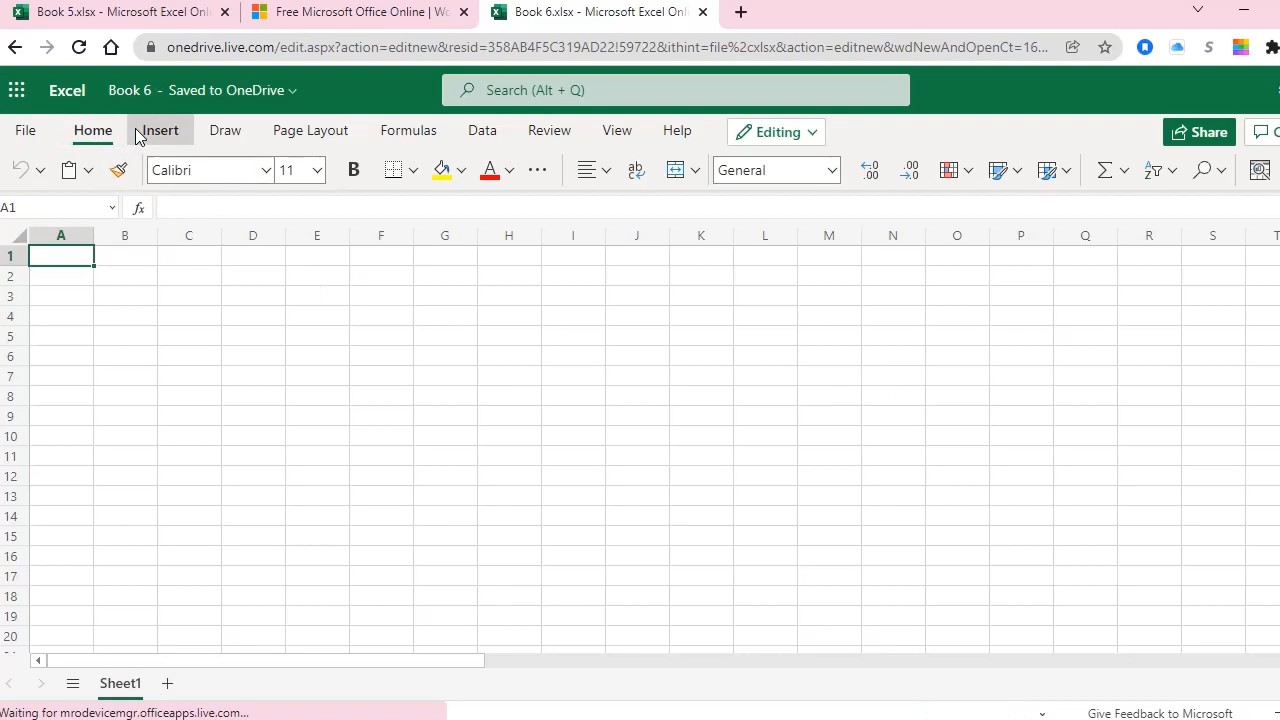 Book 5.xlsx - Microsoft Excel Onl
Free Microsoft Office Online | Wo
Book 6.xlsx - Microsoft Excel Onl
onedrive.live.com/edit.aspx?action=editnew&resid=358AB4BC319AD22!59722&ithint=file%2cxlsx&action=editnew&wdNewAndOpenCt=16...
Excel Book 6 - Saved to OneDrive Search (Alt + Q)
File Home Insert Draw Page Layout Formulas Data Review View Help Editing Share
Calibri 11 B A General
A1 fx
A B C D E F G H I J K L M N O P Q R S T
1
2
3
4
5
6
7
8
9
10
11
12
13
14
15
16
17
18
19
20
Sheet1
Waiting for mrodevicemgr.officeapps.live.com... Give Feedback to Microsoft